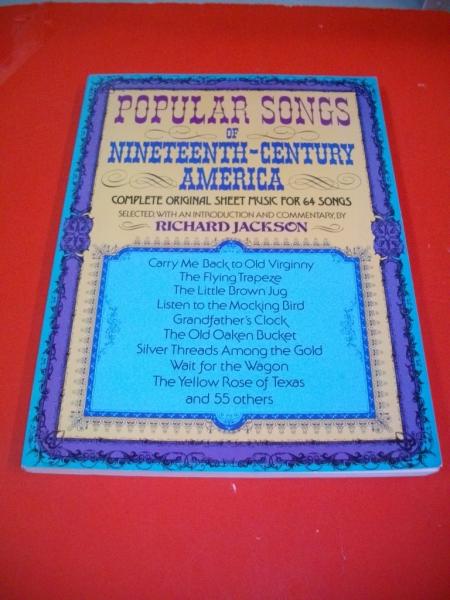 POPULAR SONGS
OF
NINETEENTH-CENTURY
AMERICA
COMPLETE ORIGINAL SHEET MUSIC FOR 64 SONGS
SELECTED, WITH AN INTRODUCTION AND COMMENTARY, BY
RICHARD JACKSON
Carry Me Back to Old Virginny
The Flying Trapeze
The Little Brown Jug
Listen to the Mocking Bird
Grandfather's Clock
The Old Oaken Bucket
Silver Threads Among the Gold
Wait for the Wagon
The Yellow Rose of Texas
and 55 others